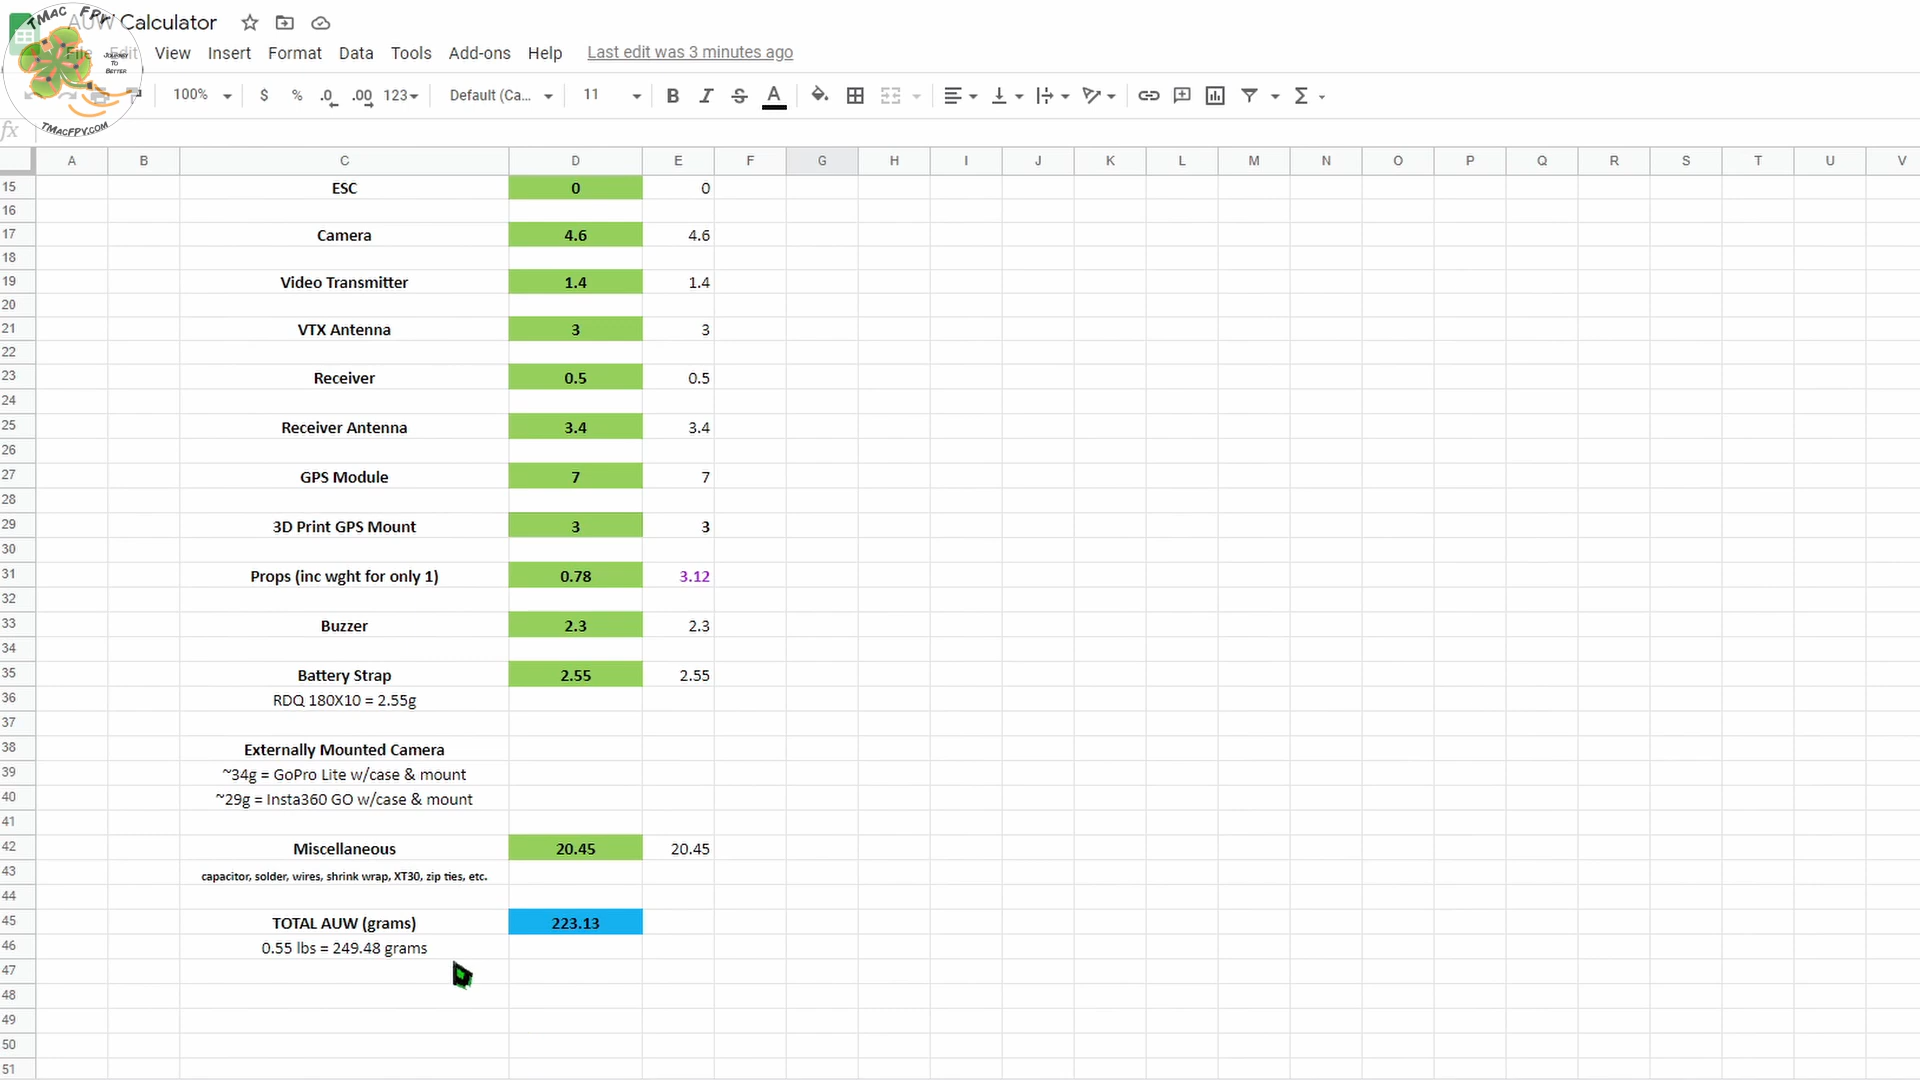 AUW Calculator
File Edit View Insert Format Data Tools Add-ons Help Last edit was 3 minutes ago
TMAC FPV
JOURNEY
TO
BETTER
TMACFPV.COM
100% $ % .0 .00 123 Default (Ca... 11 B I S A Σ
fx
A B C D E F G H I J K L M N O P Q R S T U V
15 ESC 0 0
16
17 Camera 4.6 4.6
18
19 Video Transmitter 1.4 1.4
20
21 VTX Antenna 3 3
22
23 Receiver 0.5 0.5
24
25 Receiver Antenna 3.4 3.4
26
27 GPS Module 7 7
28
29 3D Print GPS Mount 3 3
30
31 Props (inc wght for only 1) 0.78 3.12
32
33 Buzzer 2.3 2.3
34
35 Battery Strap 2.55 2.55
36 RDQ 180X10 = 2.55g
37
38 Externally Mounted Camera
39 ~34g = GoPro Lite w/case & mount
40 ~29g = Insta360 GO w/case & mount
41
42 Miscellaneous 20.45 20.45
43 capacitor, solder, wires, shrink wrap, XT30, zip ties, etc.
44
45 TOTAL AUW (grams) 223.13
46 0.55 lbs = 249.48 grams
47
48
49
50
51